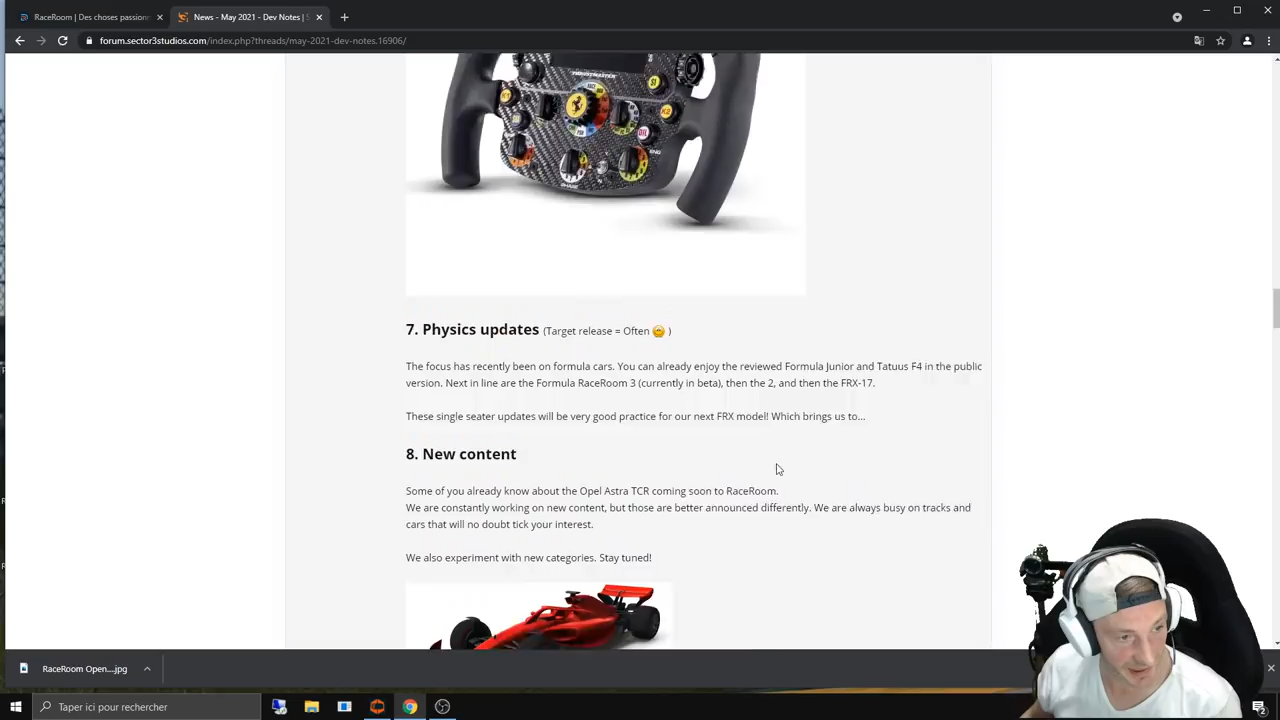 RaceRoom | Des choses passionn
News - May 2021 - Dev Notes | S
forum.sector3studios.com/index.php?threads/may-2021-dev-notes.16906/
THRUSTMASTER
7. Physics updates (Target release = Often )
The focus has recently been on formula cars. You can already enjoy the reviewed Formula Junior and Tatuus F4 in the public
version. Next in line are the Formula RaceRoom 3 (currently in beta), then the 2, and then the FRX-17.
These single seater updates will be very good practice for our next FRX model! Which brings us to...
8. New content
Some of you already know about the Opel Astra TCR coming soon to RaceRoom.
We are constantly working on new content, but those are better announced differently. We are always busy on tracks and
cars that will no doubt tick your interest.
We also experiment with new categories. Stay tuned!
RaceRoom Open....jpg
Taper ici pour rechercher